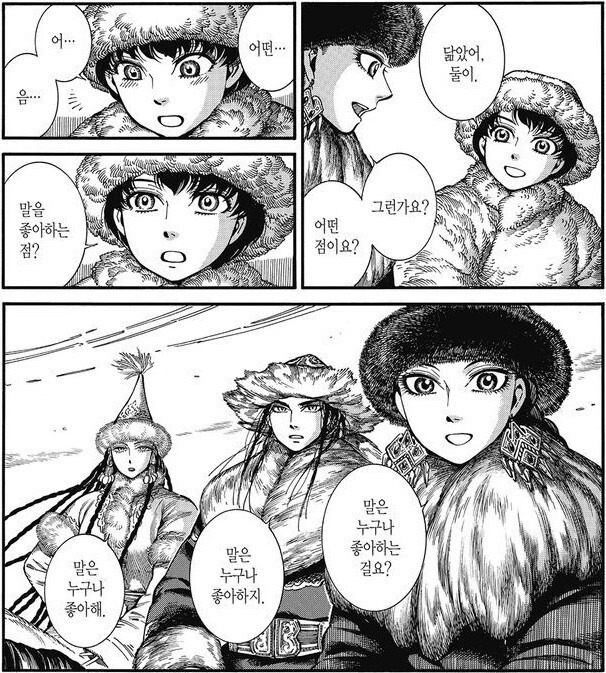 닮았어,
둘이.
그런가요?
어떤
점이요?
어떤…
어…
음…
말을
좋아하는
점?
말은
누구나
좋아하는
걸요?
말은
누구나
좋아하지.
말은
누구나
좋아해.